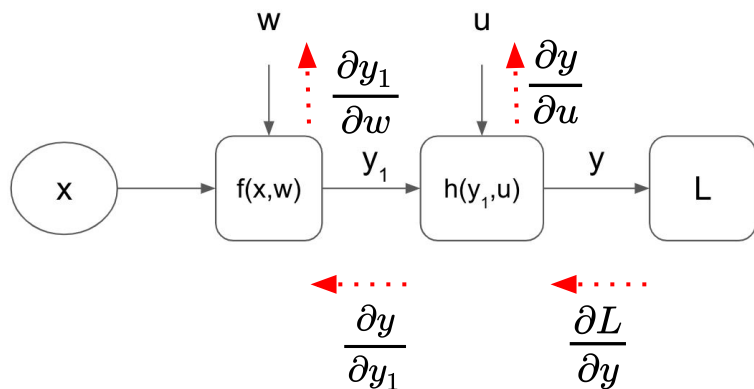 w
u
∂y₁/∂w
∂y/∂u
x
f(x,w)
y₁
h(y₁,u)
y
L
∂y/∂y₁
∂L/∂y